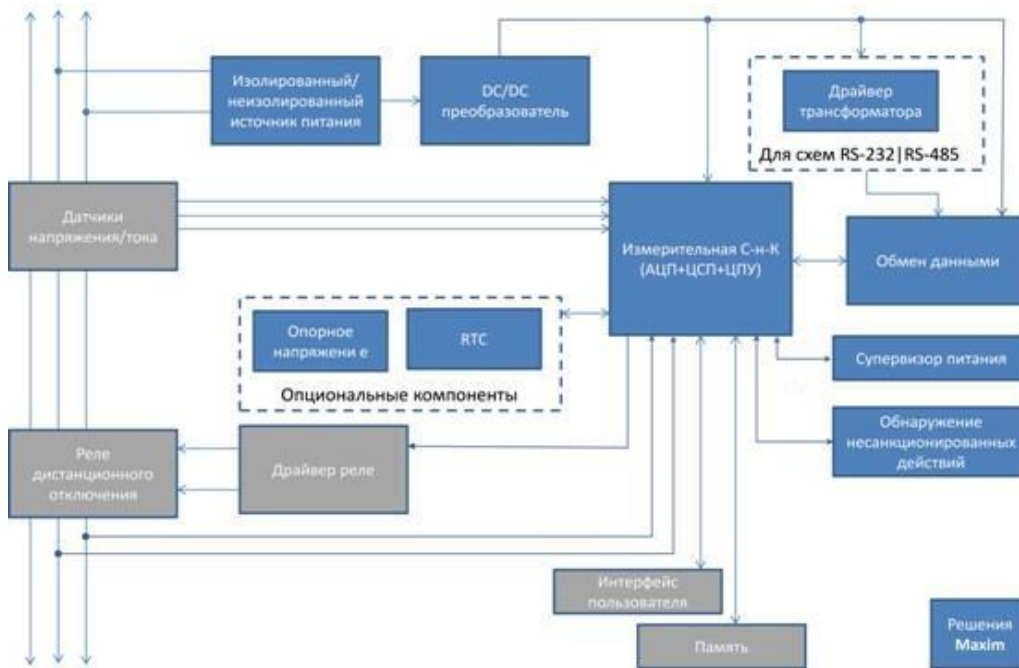 Изолированный/
неизолированный
источник питания
DC/DC
преобразователь
Драйвер
трансформатора
Для схем RS-232|RS-485
Датчики
напряжения/тока
Измерительная С-н-К
(АЦП+ЦСП+ЦПУ)
Обмен данными
Опорное
напряжени е
RTC
Опциональные компоненты
Супервизор питания
Обнаружение
несанкционированных
действий
Реле
дистанционного
отключения
Драйвер реле
Интерфейс
пользователя
Память
Решения
Maxim